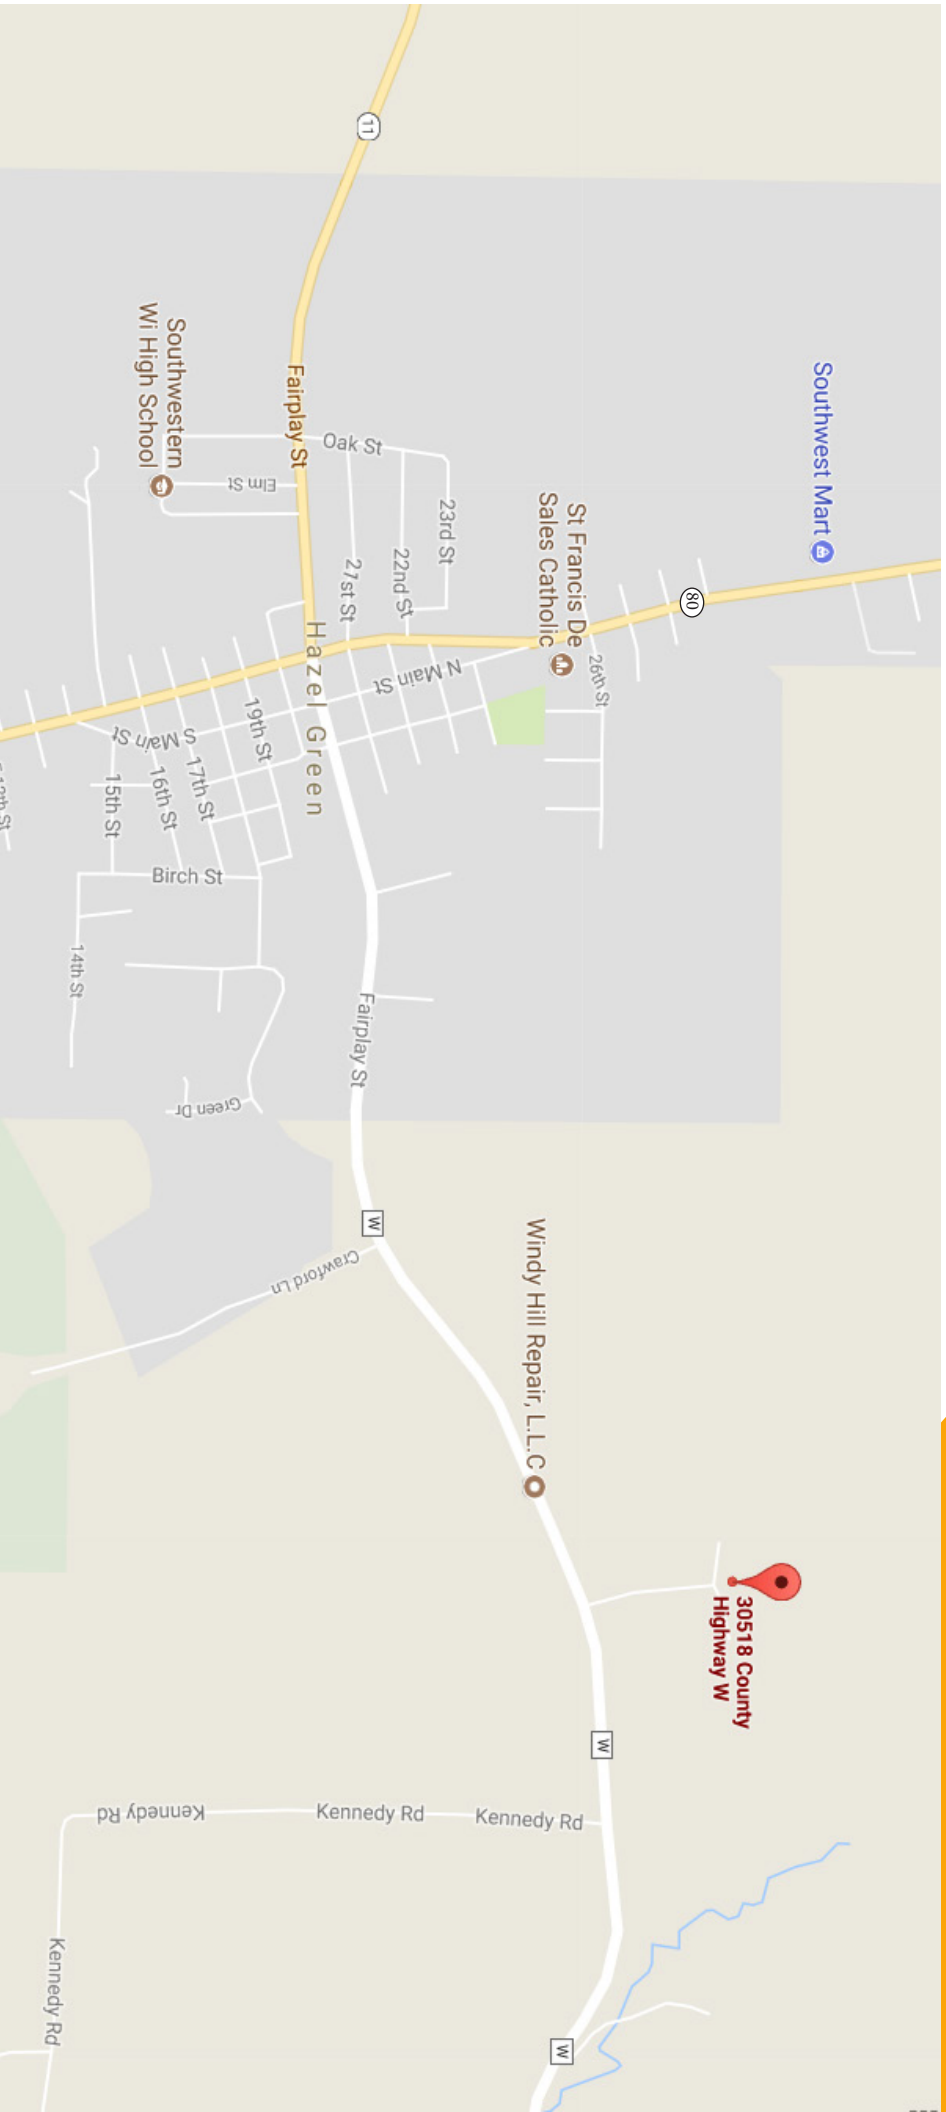 11
Southwestern
Wi High School
Fairplay St
Oak St
Elm St
23rd St
22nd St
21st St
Southwest Mart
St Francis De
Sales Catholic
80
26th St
N Main St
Hazel Green
19th St
S Main St
17th St
16th St
15th St
Birch St
14th St
Fairplay St
Green Dr
W
Crawford Ln
Windy Hill Repair, L.L.C
30518 County
Highway W
W
Kennedy Rd
Kennedy Rd
Kennedy Rd
Kennedy Rd
W